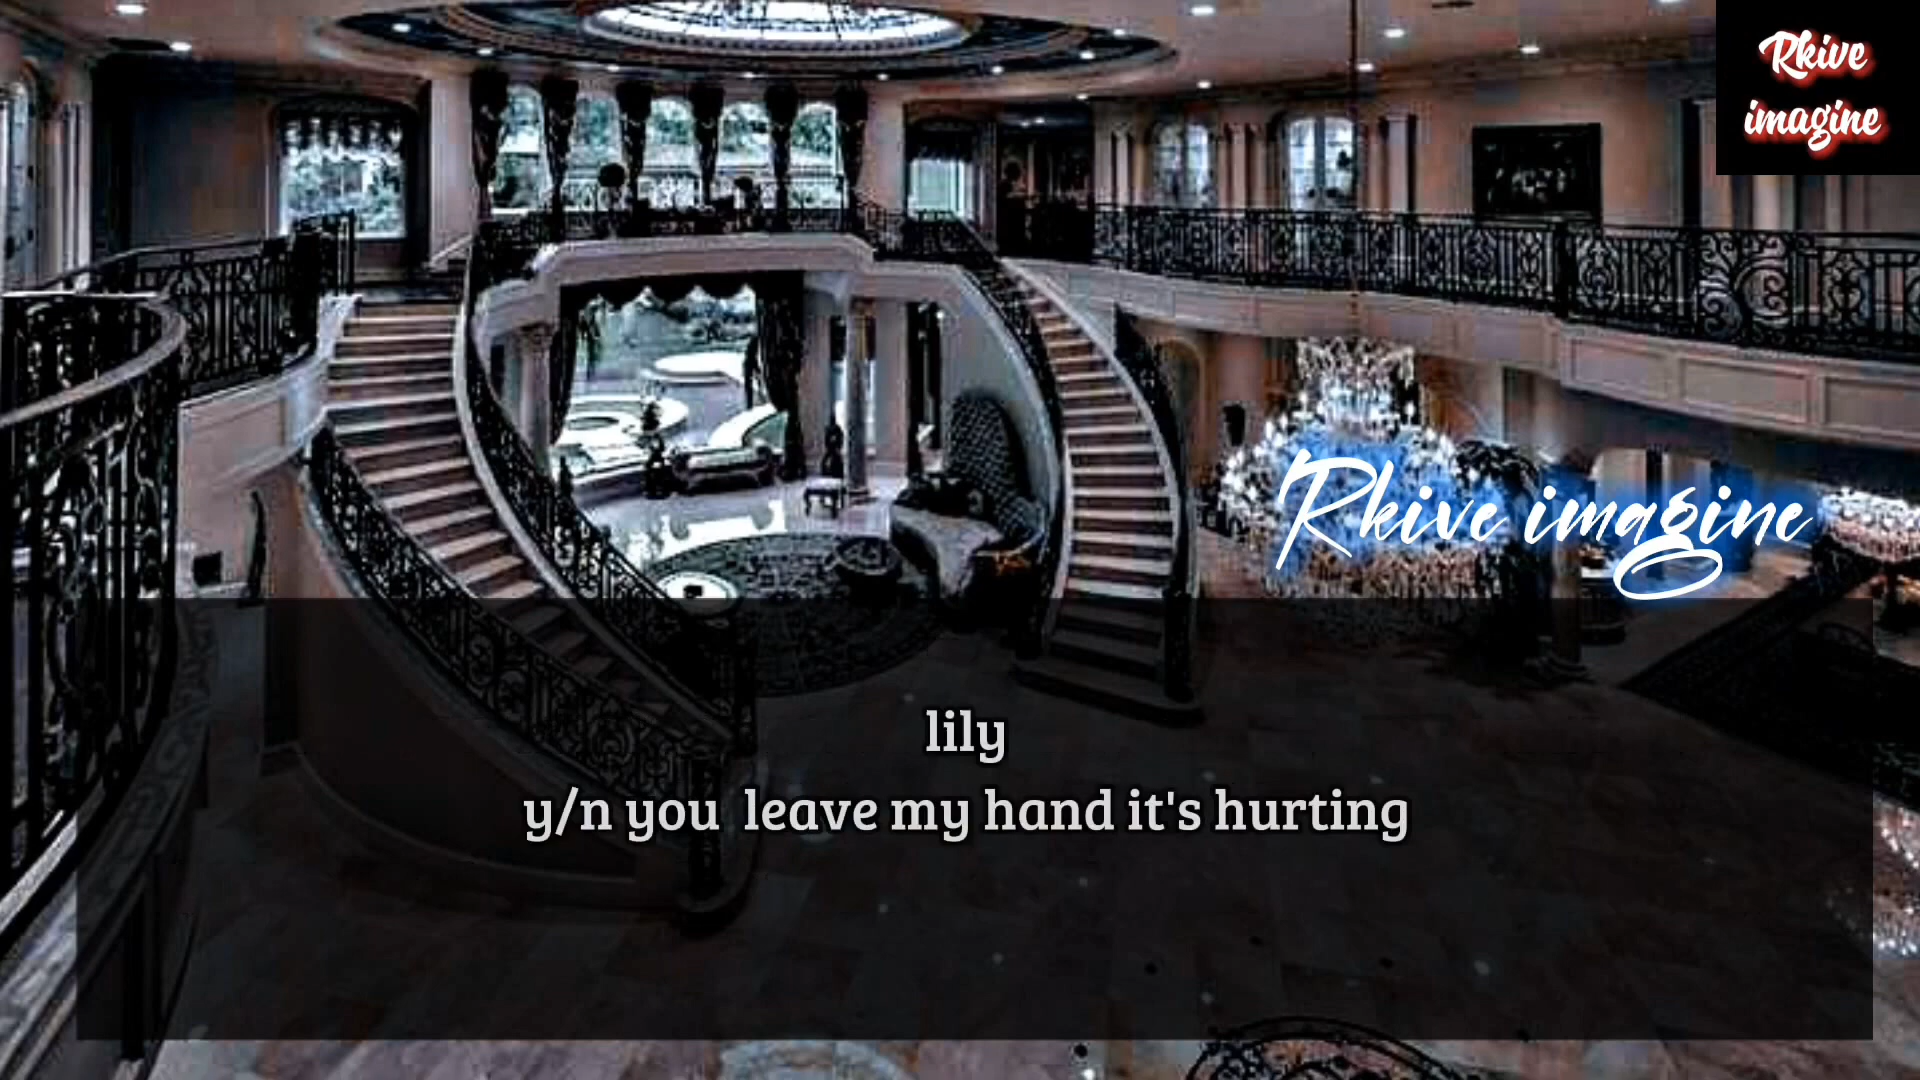 Rkive
imagine
Rkive imagine
lily
y/n you  leave my hand it's hurting